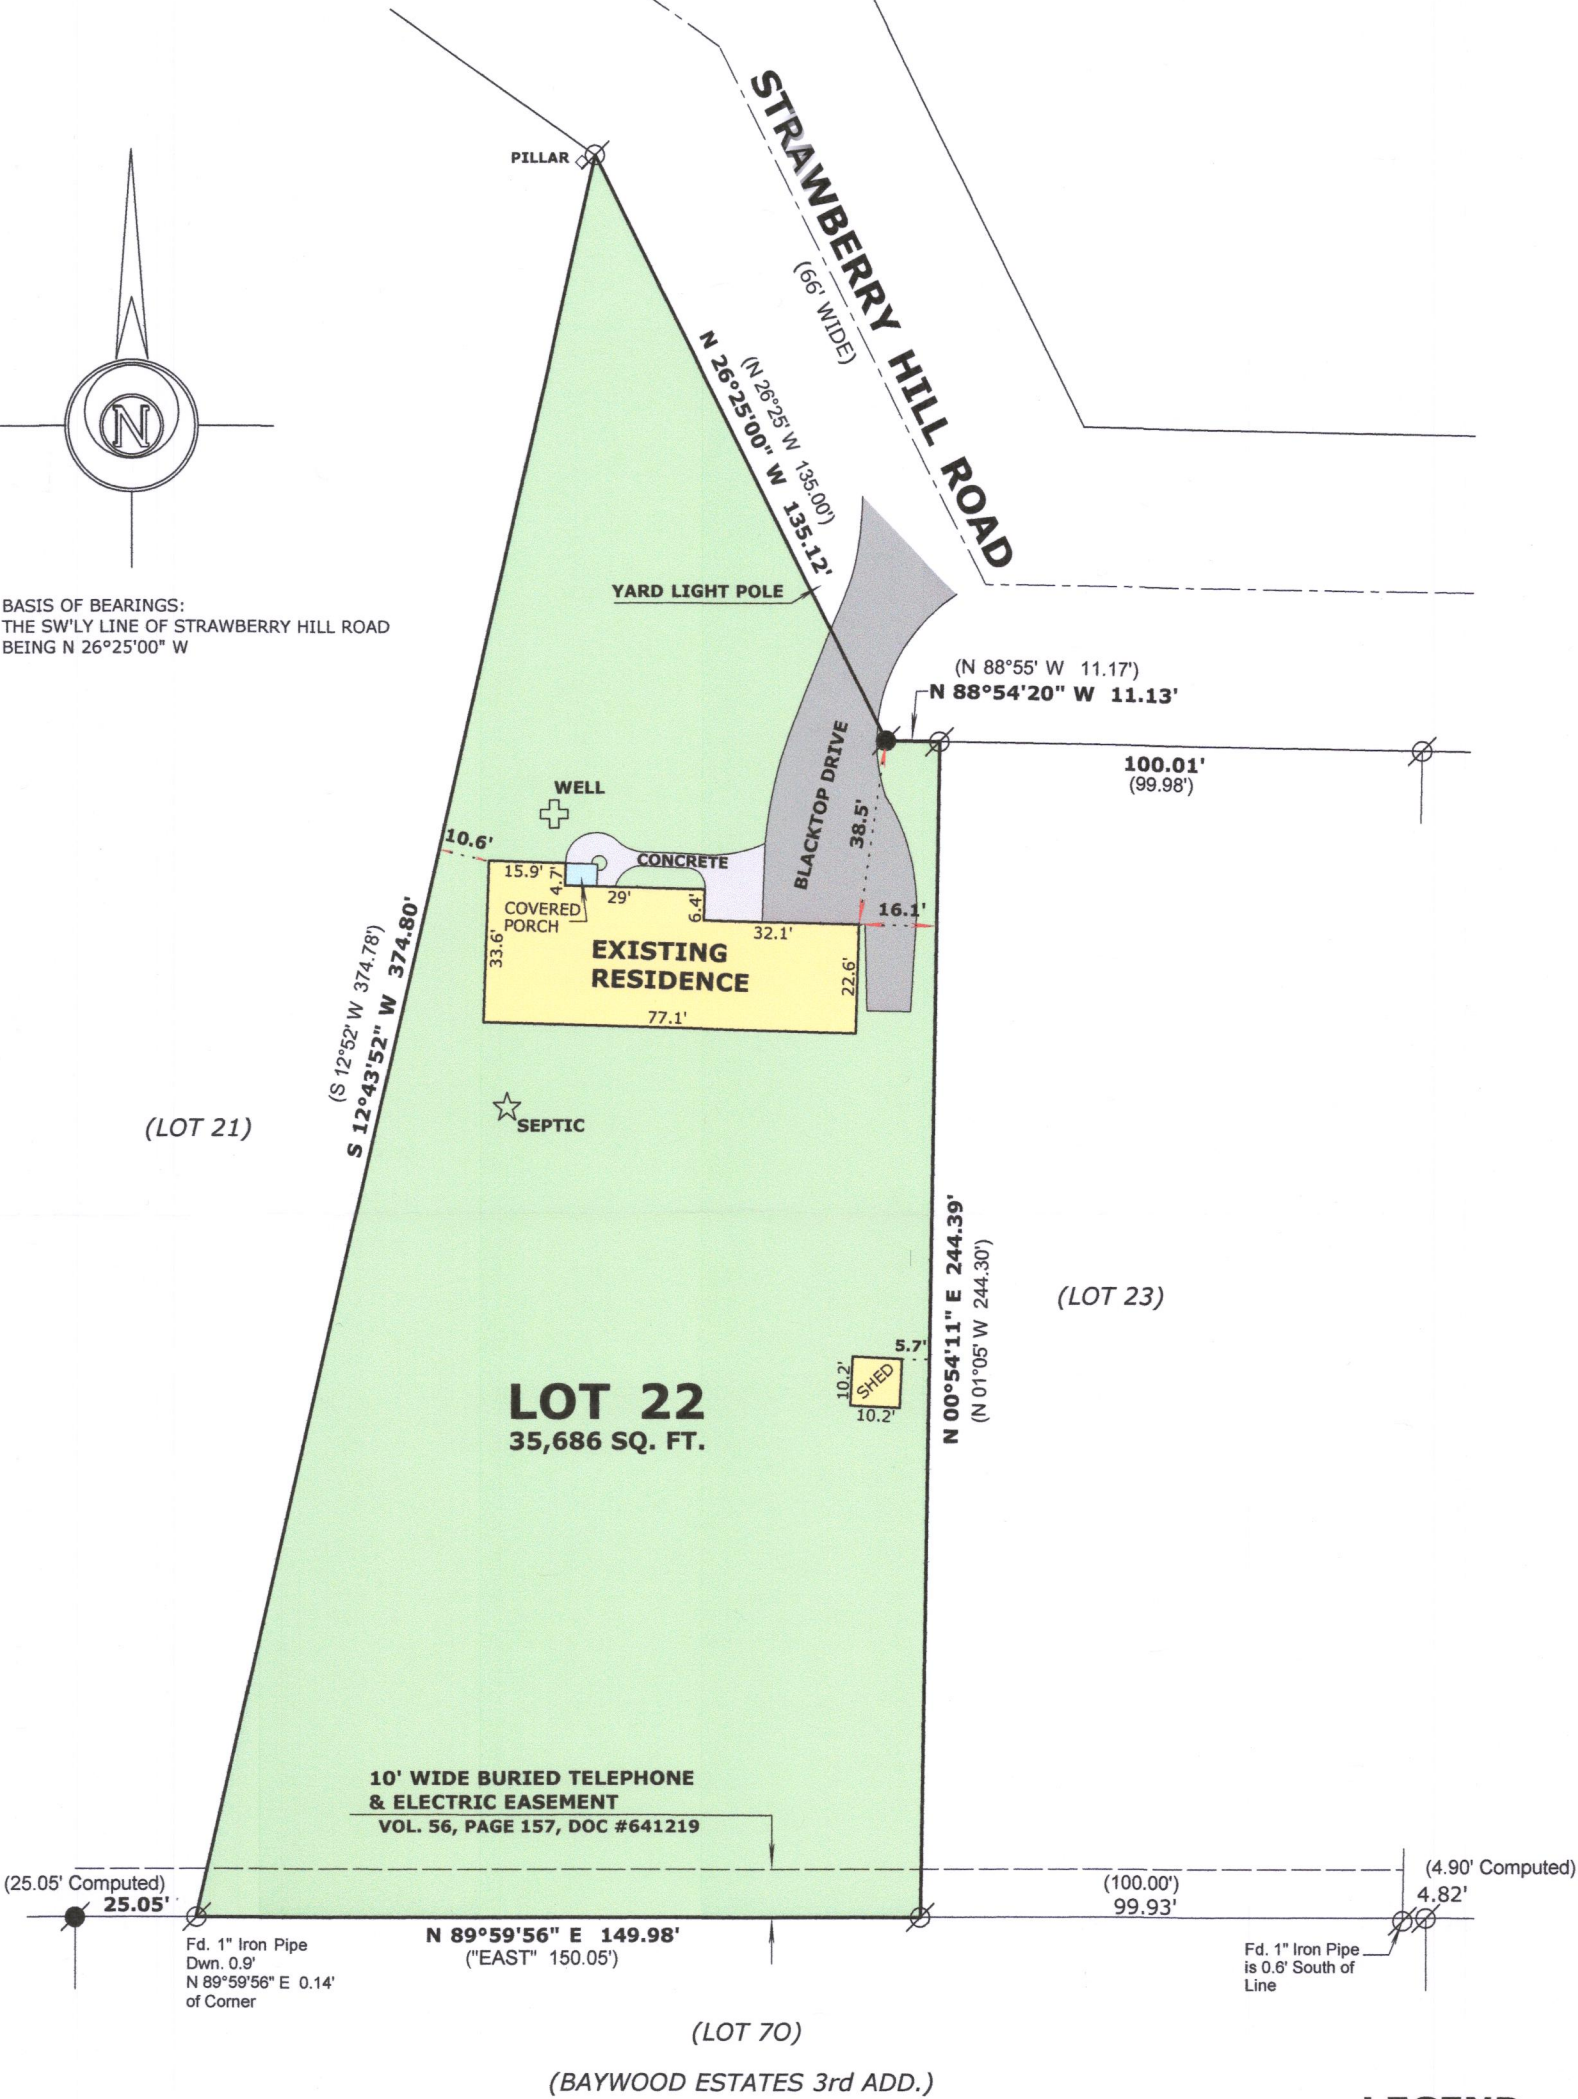 STRAWBERRY HILL ROAD
(66' WIDE)
PILLAR
N
BASIS OF BEARINGS:
THE SW'LY LINE OF STRAWBERRY HILL ROAD
BEING N 26°25'00" W
(N 26°25' W 135.00')
N 26°25'00" W 135.12'
YARD LIGHT POLE
(N 88°55' W 11.17')
N 88°54'20" W 11.13'
100.01'
(99.98')
WELL
BLACKTOP DRIVE
38.5'
10.6'
15.9'
4.7'
CONCRETE
29'
6.4'
COVERED
PORCH
16.1'
32.1'
33.6'
EXISTING
RESIDENCE
22.6'
77.1'
(S 12°52' W 374.78')
S 12°43'52" W 374.80'
SEPTIC
(LOT 21)
N 00°54'11" E 244.39'
(N 01°05' W 244.30')
(LOT 23)
5.7'
SHED
10.2'
10.2'
LOT 22
35,686 SQ. FT.
10' WIDE BURIED TELEPHONE
& ELECTRIC EASEMENT
VOL. 56, PAGE 157, DOC #641219
(25.05' Computed)
25.05'
(100.00')
99.93'
(4.90' Computed)
4.82'
N 89°59'56" E 149.98'
("EAST" 150.05')
Fd. 1" Iron Pipe
Dwn. 0.9'
N 89°59'56" E 0.14'
of Corner
Fd. 1" Iron Pipe
is 0.6' South of
Line
(LOT 70)
(BAYWOOD ESTATES 3rd ADD.)